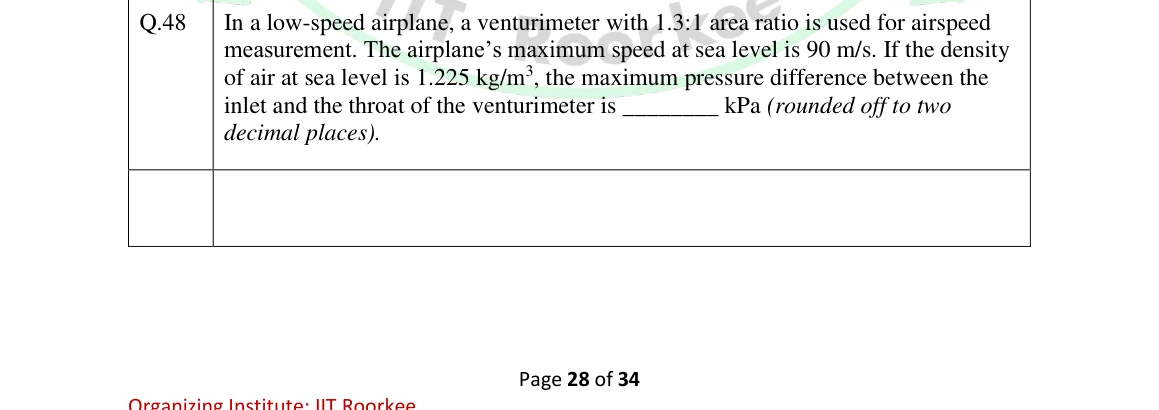 IIT Roorkee
Q.48 In a low-speed airplane, a venturimeter with 1.3:1 area ratio is used for airspeed
measurement. The airplane’s maximum speed at sea level is 90 m/s. If the density
of air at sea level is 1.225 kg/m³, the maximum pressure difference between the
inlet and the throat of the venturimeter is ________ kPa (rounded off to two
decimal places).
Page 28 of 34
Organizing Institute: IIT Roorkee